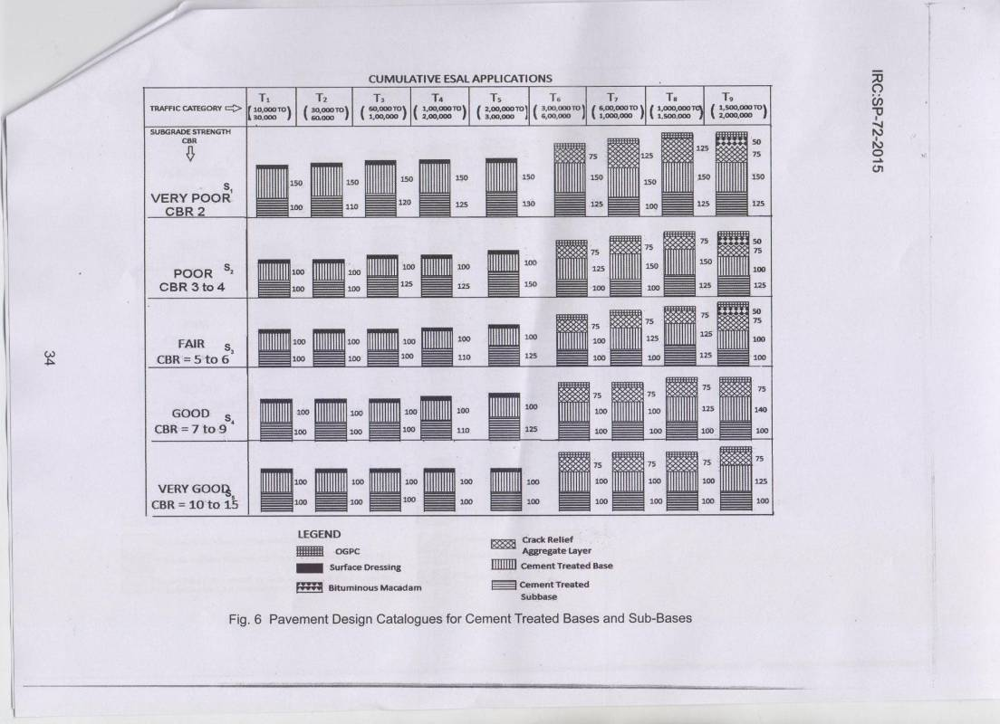 IRC:SP-72-2015
34
CUMULATIVE ESAL APPLICATIONS
TRAFFIC CATEGORY
T1 T2 T3 T4 T5 T6 T7 T8 T9
(10,000 TO 30,000) (30,000 TO 60.000) (60,000 TO 1,00,000) (1,00,000 TO 2,00,000) (2,00,000 TO 3,00,000) (3,00,000 TO 6,00,000) (6,00,000 TO 1,000,000) (1,000,000 TO 1,500,000) (1,500,000 TO 2,000,000)
SUBGRADE STRENGTH
CBR
S1
VERY POOR
CBR 2
150 100
150 110
150 120
150 125
150 130
75 150 125
125 150 100
125 150 125
50 75 150 125
POOR S2
CBR 3 to 4
100 100
100 100
100 125
100 125
100 150
75 125 100
75 150 100
75 150 125
50 75 100 125
FAIR S3
CBR = 5 to 6
100 100
100 100
100 100
100 110
100 125
75 100 100
75 125 100
75 125 125
50 75 100 100
GOOD S4
CBR = 7 to 9
100 100
100 100
100 100
100 110
100 125
75 100 100
75 100 100
75 125 100
75 140 100
VERY GOOD S5
CBR = 10 to 15
100 100
100 100
100 100
100 100
100 100
75 100 100
75 100 100
75 100 100
75 125 100
LEGEND
OGPC
Surface Dressing
Bituminous Macadam
Crack Relief
Aggregate Layer
Cement Treated Base
Cement Treated
Subbase
Fig. 6 Pavement Design Catalogues for Cement Treated Bases and Sub-Bases